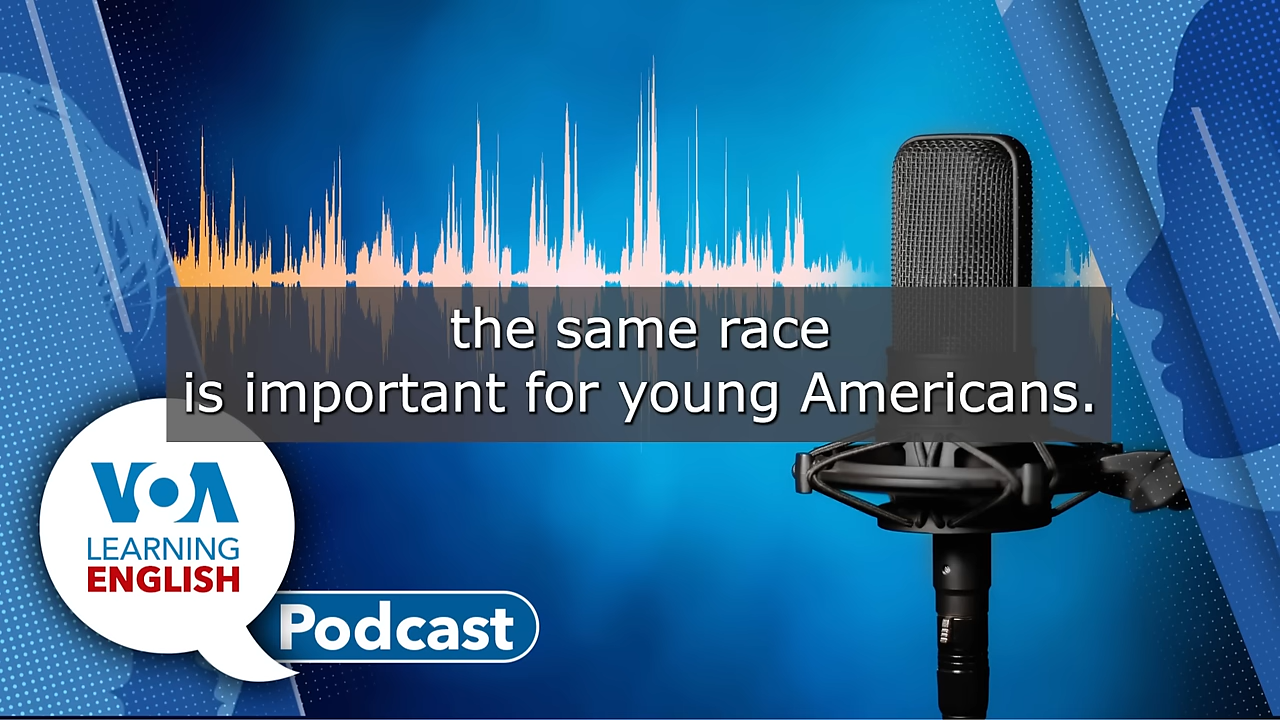 the same race
is important for young Americans.
VOA
LEARNING
ENGLISH
Podcast